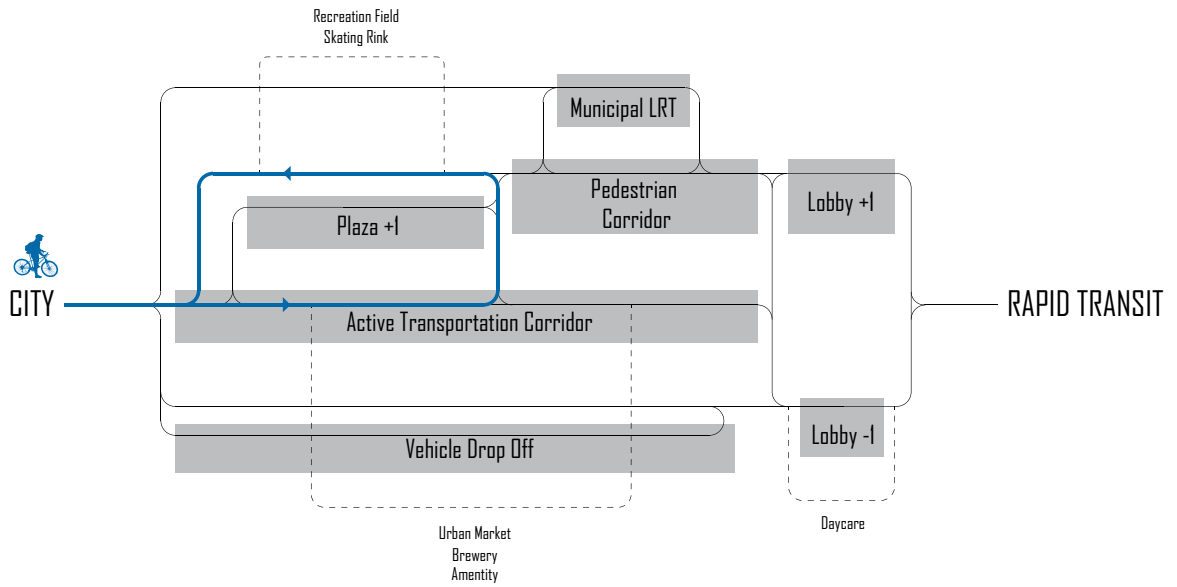 Recreation Field
Skating Rink
Municipal LRT
Pedestrian
Corridor
Lobby +1
Plaza +1
CITY
RAPID TRANSIT
Active Transportation Corridor
Lobby -1
Vehicle Drop Off
Daycare
Urban Market
Brewery
Amentity